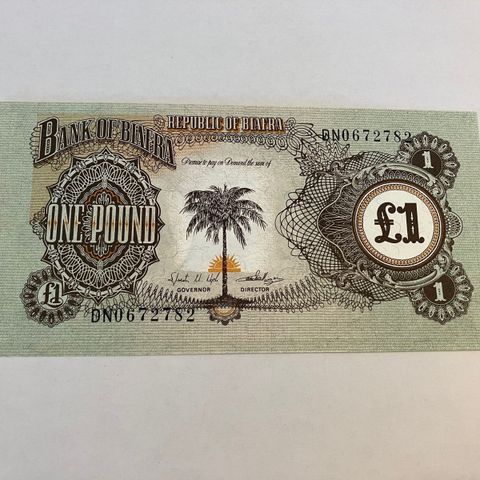 BANK OF BIAFRA
REPUBLIC OF BIAFRA
Promise to pay on Demand the sum of
DN0672782
1
ONE POUND
£1
£1
1
GOVERNOR
DIRECTOR
DN0672782